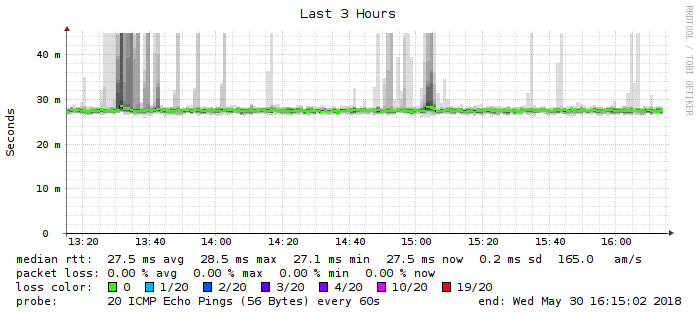 Last 3 Hours
RRDTOOL / TOBI OETIKER
Seconds
40 m
30 m
20 m
10 m
0
13:20 13:40 14:00 14:20 14:40 15:00 15:20 15:40 16:00
median rtt: 27.5 ms avg 28.5 ms max 27.1 ms min 27.5 ms now 0.2 ms sd 165.0 am/s
packet loss: 0.00 % avg 0.00 % max 0.00 % min 0.00 % now
loss color: 0 1/20 2/20 3/20 4/20 10/20 19/20
probe: 20 ICMP Echo Pings (56 Bytes) every 60s end: Wed May 30 16:15:02 2018